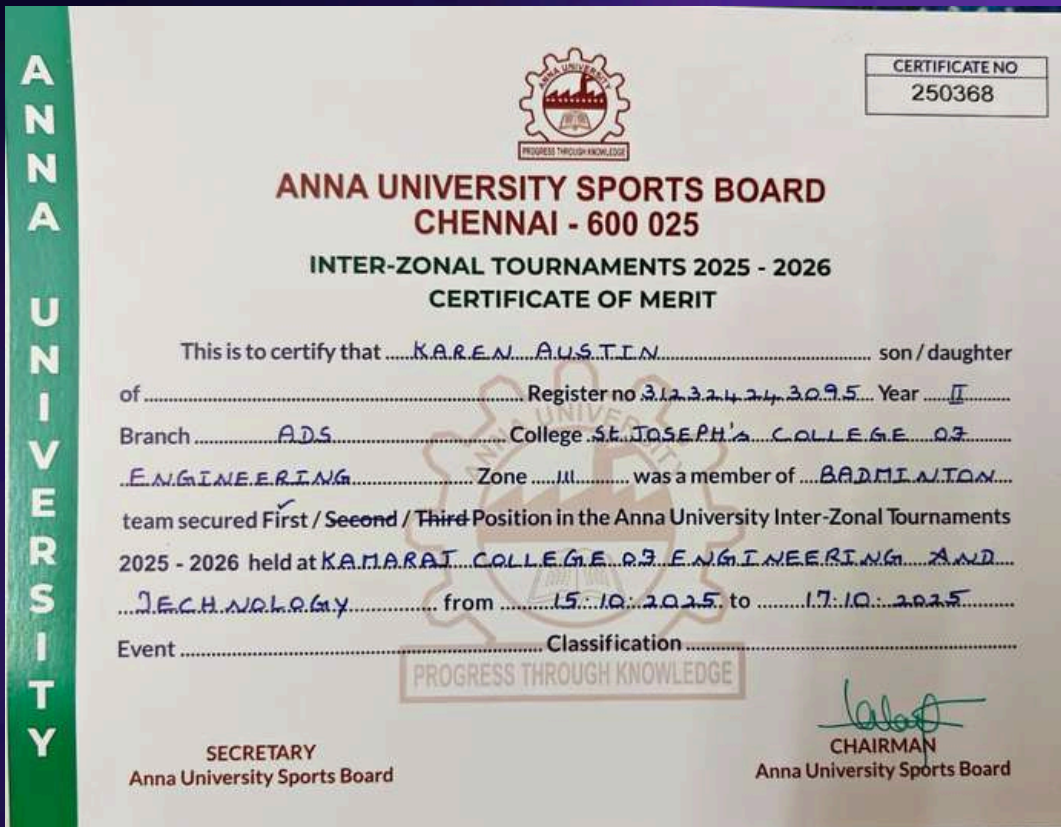 ANNA UNIVERSITY
ANNA UNIVERSITY
PROGRESS THROUGH KNOWLEDGE
CERTIFICATE NO
250368
ANNA UNIVERSITY SPORTS BOARD
CHENNAI - 600 025
INTER-ZONAL TOURNAMENTS 2025 - 2026
CERTIFICATE OF MERIT
This is to certify that KAREN AUSTIN son / daughter
of Register no 312324243095 Year II
Branch ADS College St. JOSEPH's COLLEGE OF
ENGINEERING Zone III was a member of BADMINTON
team secured First / Second / Third Position in the Anna University Inter-Zonal Tournaments
2025 - 2026 held at KAMARAJ COLLEGE OF ENGINEERING AND
TECHNOLOGY from 15.10.2025 to 17.10.2025
Event Classification
ANNA UNIVERSITY
PROGRESS THROUGH KNOWLEDGE
SECRETARY
Anna University Sports Board
CHAIRMAN
Anna University Sports Board